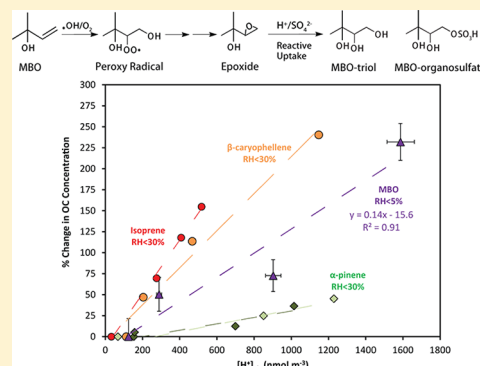 •OH/O₂
H⁺/SO₄²⁻
Reactive
Uptake
OH
OH
OO•
OH
O
OH
OH
OH
OH
OH
OSO₃H
OH
MBO
Peroxy Radical
Epoxide
MBO-triol
MBO-organosulfat
% Change in OC Concentration
300
275
250
225
200
175
150
125
100
75
50
25
0
β-caryophellene
RH<30%
Isoprene
RH<30%
MBO
RH<5%
y = 0.14x - 15.6
R² = 0.91
α-pinene
RH<30%
0
200
400
600
800
1000
1200
1400
1600
1800
[H⁺] (nmol m⁻³)